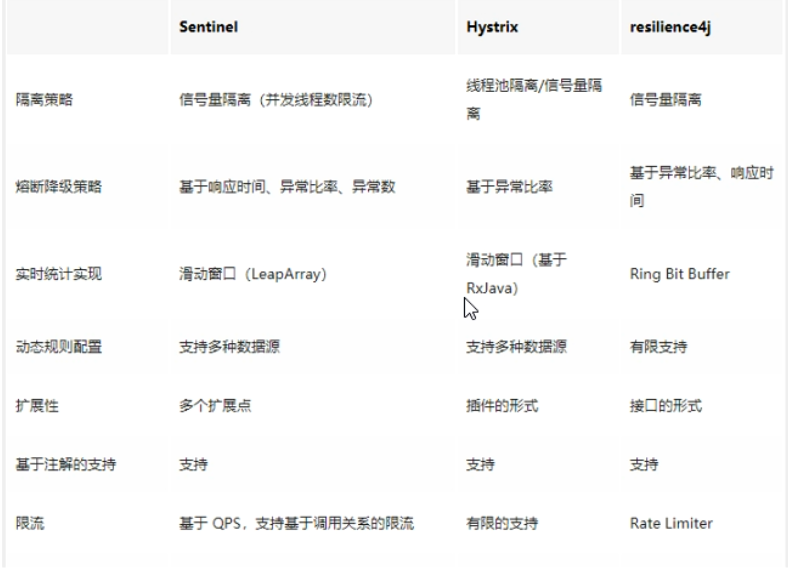 Sentinel Hystrix resilience4j
隔离策略 信号量隔离（并发线程数限流） 线程池隔离/信号量隔
离 信号量隔离
熔断降级策略 基于响应时间、异常比率、异常数 基于异常比率 基于异常比率、响应时
间
实时统计实现 滑动窗口（LeapArray） 滑动窗口（基于
RxJava） Ring Bit Buffer
动态规则配置 支持多种数据源 支持多种数据源 有限支持
扩展性 多个扩展点 插件的形式 接口的形式
基于注解的支持 支持 支持 支持
限流 基于 QPS，支持基于调用关系的限流 有限的支持 Rate Limiter